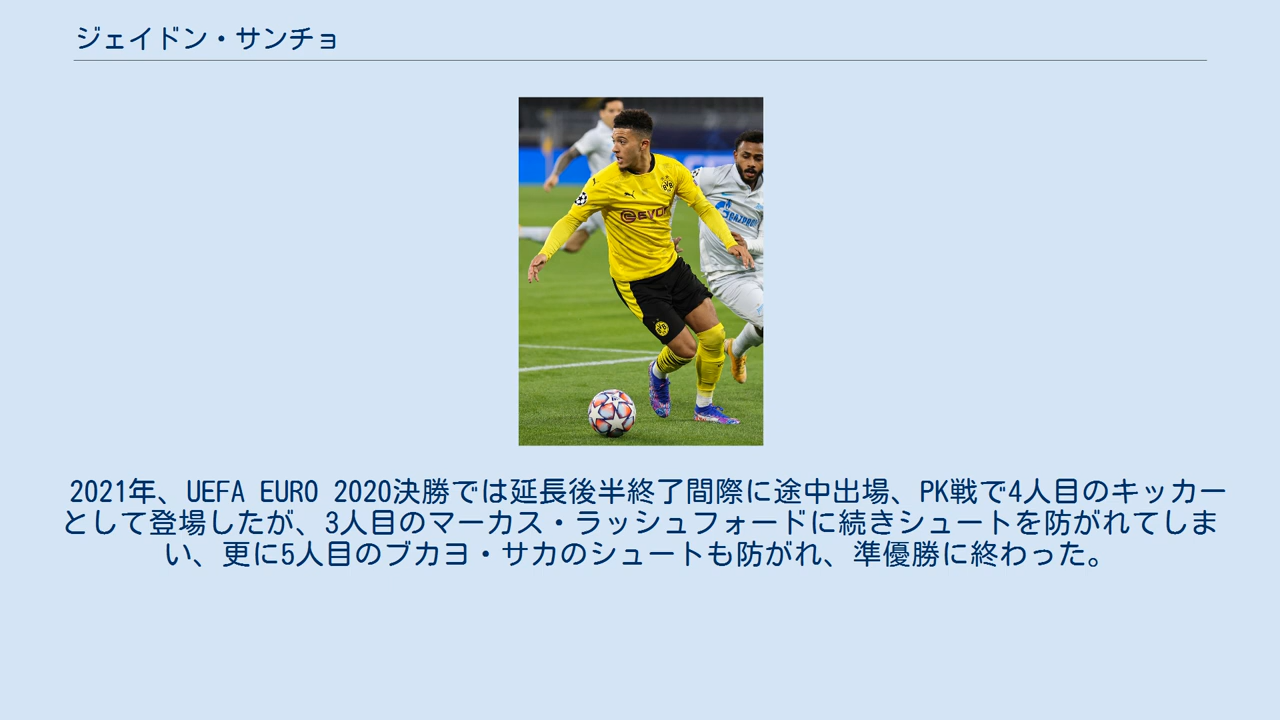 ジェイドン・サンチョ
GAZPROM
2021年、UEFA EURO 2020決勝では延長後半終了間際に途中出場、PK戦で4人目のキッカー
として登場したが、3人目のマーカス・ラッシュフォードに続きシュートを防がれてしま
い、更に5人目のブカヨ・サカのシュートも防がれ、準優勝に終わった。